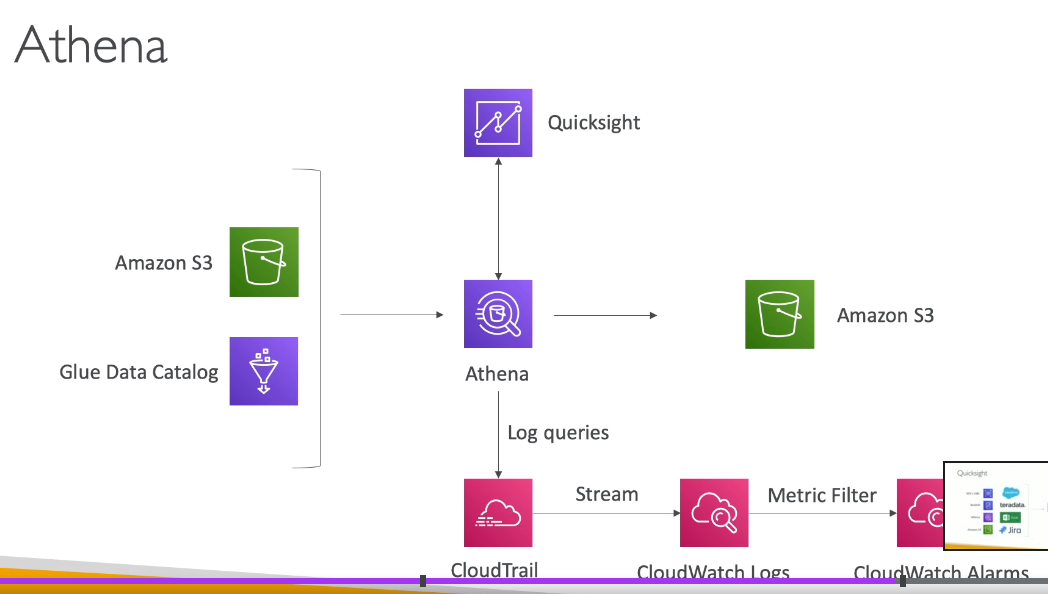 Athena
Quicksight
Amazon S3
Glue Data Catalog
Athena
Amazon S3
Log queries
Stream
Metric Filter
CloudTrail
CloudWatch Logs
CloudWatch Alarms
Quicksight
teradata.
Jira